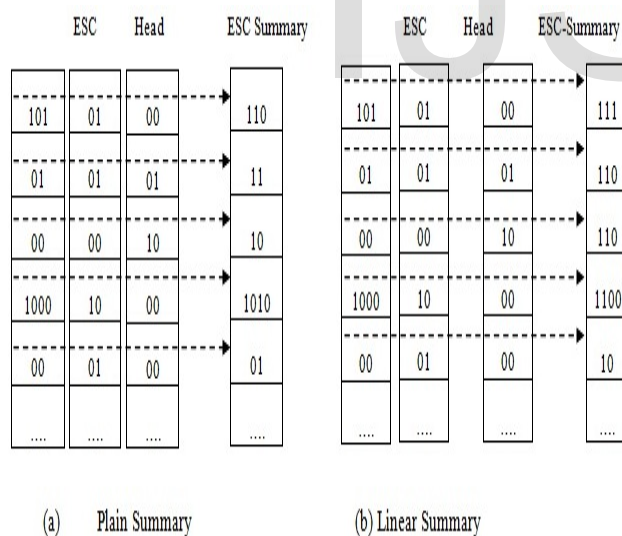 ESC Head ESC Summary
101 01 00 110
01 01 01 11
00 00 10 10
1000 10 00 1010
00 01 00 01
.... .... .... ....
(a) Plain Summary
ESC Head ESC-Summary
101 01 00 111
01 01 01 110
00 00 10 110
1000 10 00 1100
00 01 00 10
.... .... .... ....
(b) Linear Summary